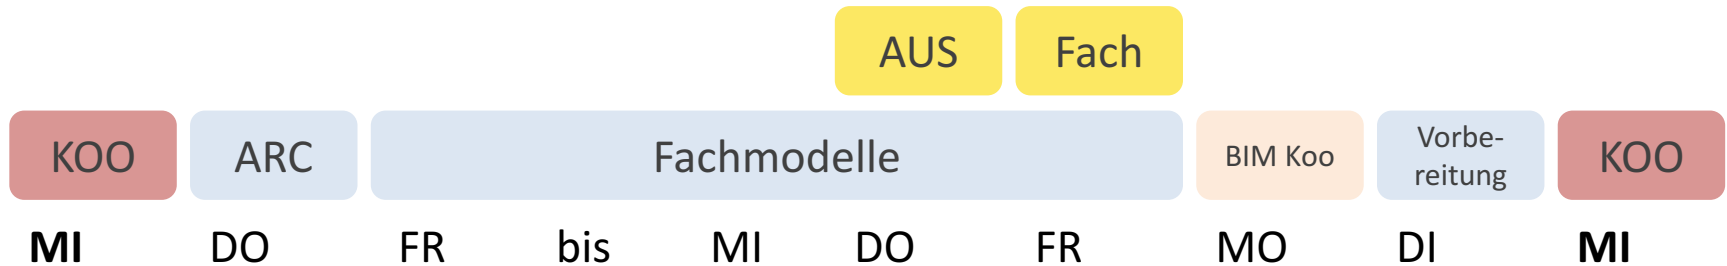 AUS Fach
KOO ARC Fachmodelle BIM Koo Vorbe-
reitung KOO
MI DO FR bis MI DO FR MO DI MI